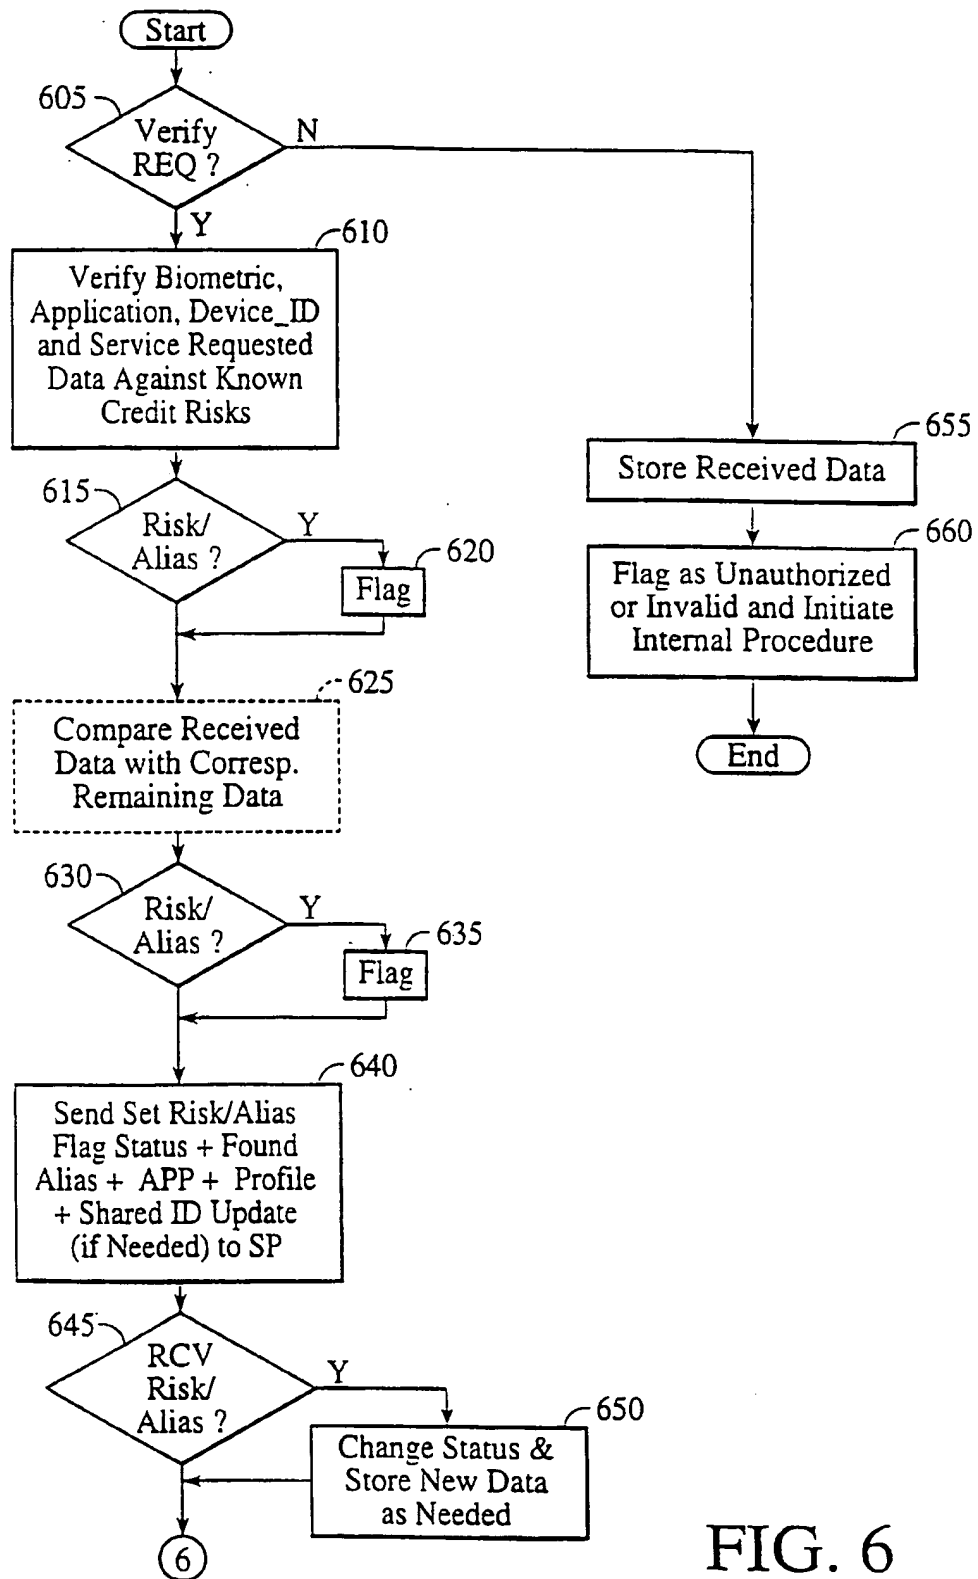 Start
605
Verify
REQ ?
N
Y
610
Verify Biometric,
Application, Device_ID
and Service Requested
Data Against Known
Credit Risks
615
Risk/
Alias ?
Y
620
Flag
625
Compare Received
Data with Corresp.
Remaining Data
630
Risk/
Alias ?
Y
635
Flag
640
Send Set Risk/Alias
Flag Status + Found
Alias + APP + Profile
+ Shared ID Update
(if Needed) to SP
645
RCV
Risk/
Alias ?
Y
650
Change Status &
Store New Data
as Needed
6
655
Store Received Data
660
Flag as Unauthorized
or Invalid and Initiate
Internal Procedure
End
FIG. 6